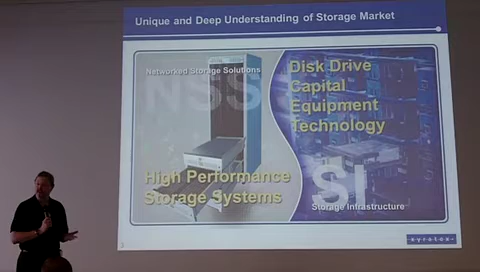 Unique and Deep Understanding of Storage Market
Networked Storage Solutions
NSS
High Performance
Storage Systems
Disk Drive
Capital
Equipment
Technology
SI
Storage Infrastructure
xyratex